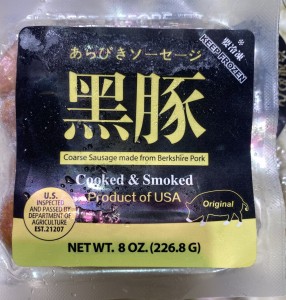 要冷凍
KEEP FROZEN
あらびきソーセージ
黒豚
Coarse Sausage made from Berkshire Pork
Cooked & Smoked
Product of USA
U.S.
INSPECTED
AND PASSED BY
DEPARTMENT OF
AGRICULTURE
EST.21207
Original
NET WT. 8 OZ. (226.8 G)